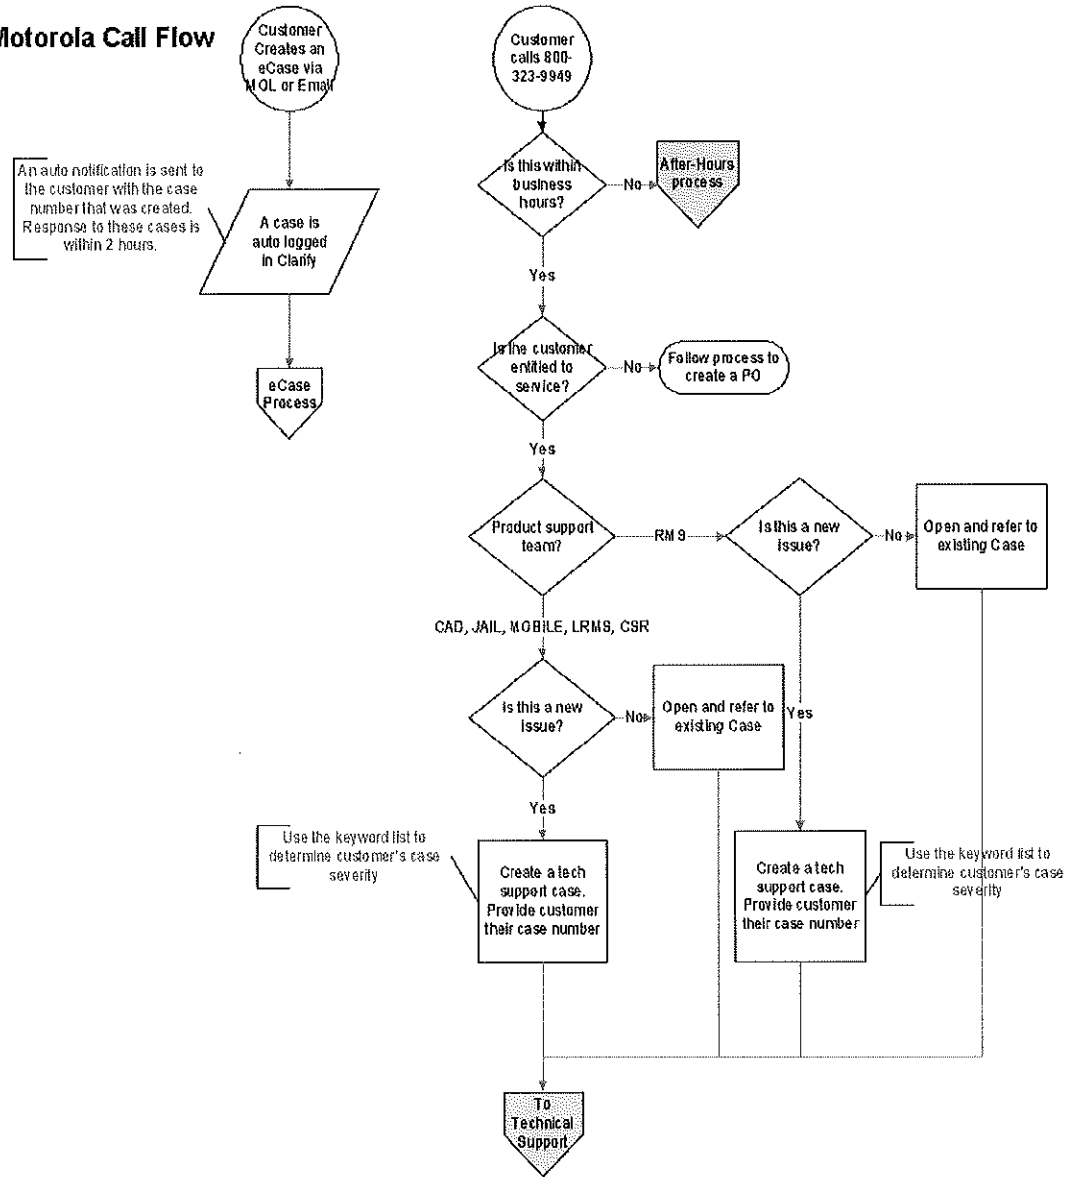 Motorola Call Flow
Customer
Creates an
eCase via
MOL or Email
An auto notification is sent to
the customer with the case
number that was created.
Response to these cases is
within 2 hours.
A case is
auto logged
in Clarify
eCase
Process
Customer
calls 800-
323-9949
Is this within
business
hours?
No
After-Hours
process
Yes
Is the customer
entitled to
service?
No
Follow process to
create a PO
Yes
Product support
team?
RMS
Is this a new
issue?
No
Open and refer to
existing Case
CAD, JAIL, MOBILE, LRMS, CSR
Is this a new
issue?
No
Open and refer to
existing Case
Yes
Yes
Use the keyword list to
determine customer's case
severity
Create a tech
support case.
Provide customer
their case number
Create a tech
support case.
Provide customer
their case number
Use the keyword list to
determine customer's case
severity
To
Technical
Support